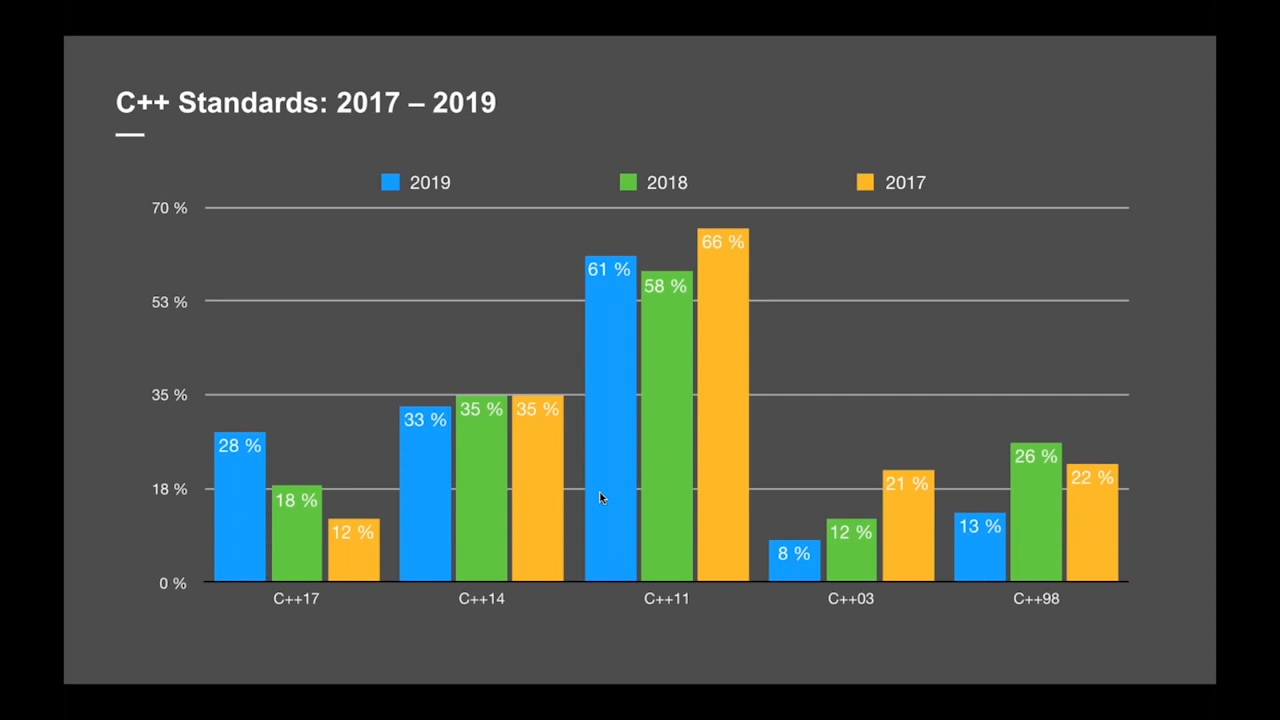 C++ Standards: 2017 – 2019
2019 2018 2017
70 %
53 %
35 %
18 %
0 %
28 % 18 % 12 %
33 % 35 % 35 %
61 % 58 % 66 %
8 % 12 % 21 %
13 % 26 % 22 %
C++17 C++14 C++11 C++03 C++98